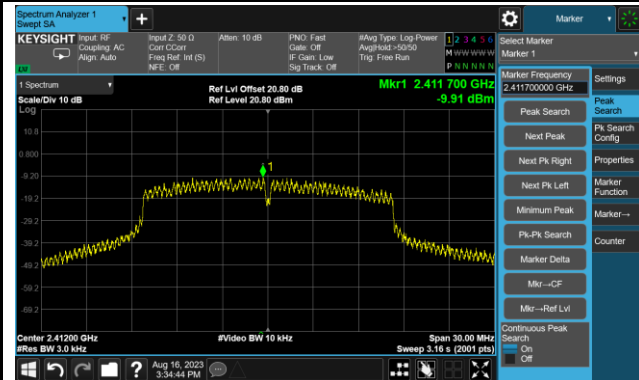 Spectrum Analyzer 1
Swept SA
Marker
KEYSIGHT
Input: RF
Coupling: AC
Align: Auto
Input Z: 50 Ω
Corr CCorr
Freq Ref: Int (S)
NFE: Off
Atten: 10 dB
PNO: Fast
Gate: Off
IF Gain: Low
Sig Track: Off
#Avg Type: Log-Power
Avg|Hold:>50/50
Trig: Free Run
1 2 3 4 5 6
M W W W W W
P N N N N N
Select Marker
Marker 1
1 Spectrum
Scale/Div 10 dB
Log
Ref Lvl Offset 20.80 dB
Ref Level 20.80 dBm
Mkr1 2.411 700 GHz
-9.91 dBm
10.8
0.800
-9.20
-19.2
-29.2
-39.2
-49.2
-59.2
-69.2
1
Center 2.41200 GHz
#Res BW 3.0 kHz
#Video BW 10 kHz
Span 30.00 MHz
Sweep 3.16 s (2001 pts)
Marker Frequency
2.411700000 GHz
Peak Search
Next Peak
Next Pk Right
Next Pk Left
Minimum Peak
Pk-Pk Search
Marker Delta
Mkr→CF
Mkr→Ref Lvl
Continuous Peak
Search
On
Off
Settings
Peak
Search
Pk Search
Config
Properties
Marker
Function
Marker→
Counter
Aug 16, 2023
3:34:44 PM